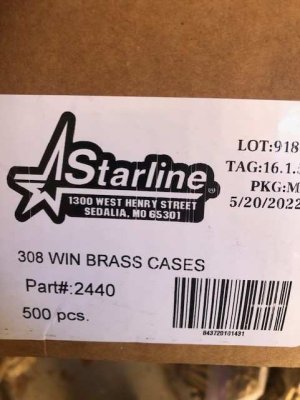 Starline
1300 WEST HENRY STREET
SEDALIA, MO 65301
LOT:918
TAG:16.1.
PKG:M
5/20/2022
308 WIN BRASS CASES
Part#:2440
500 pcs.
843720101431